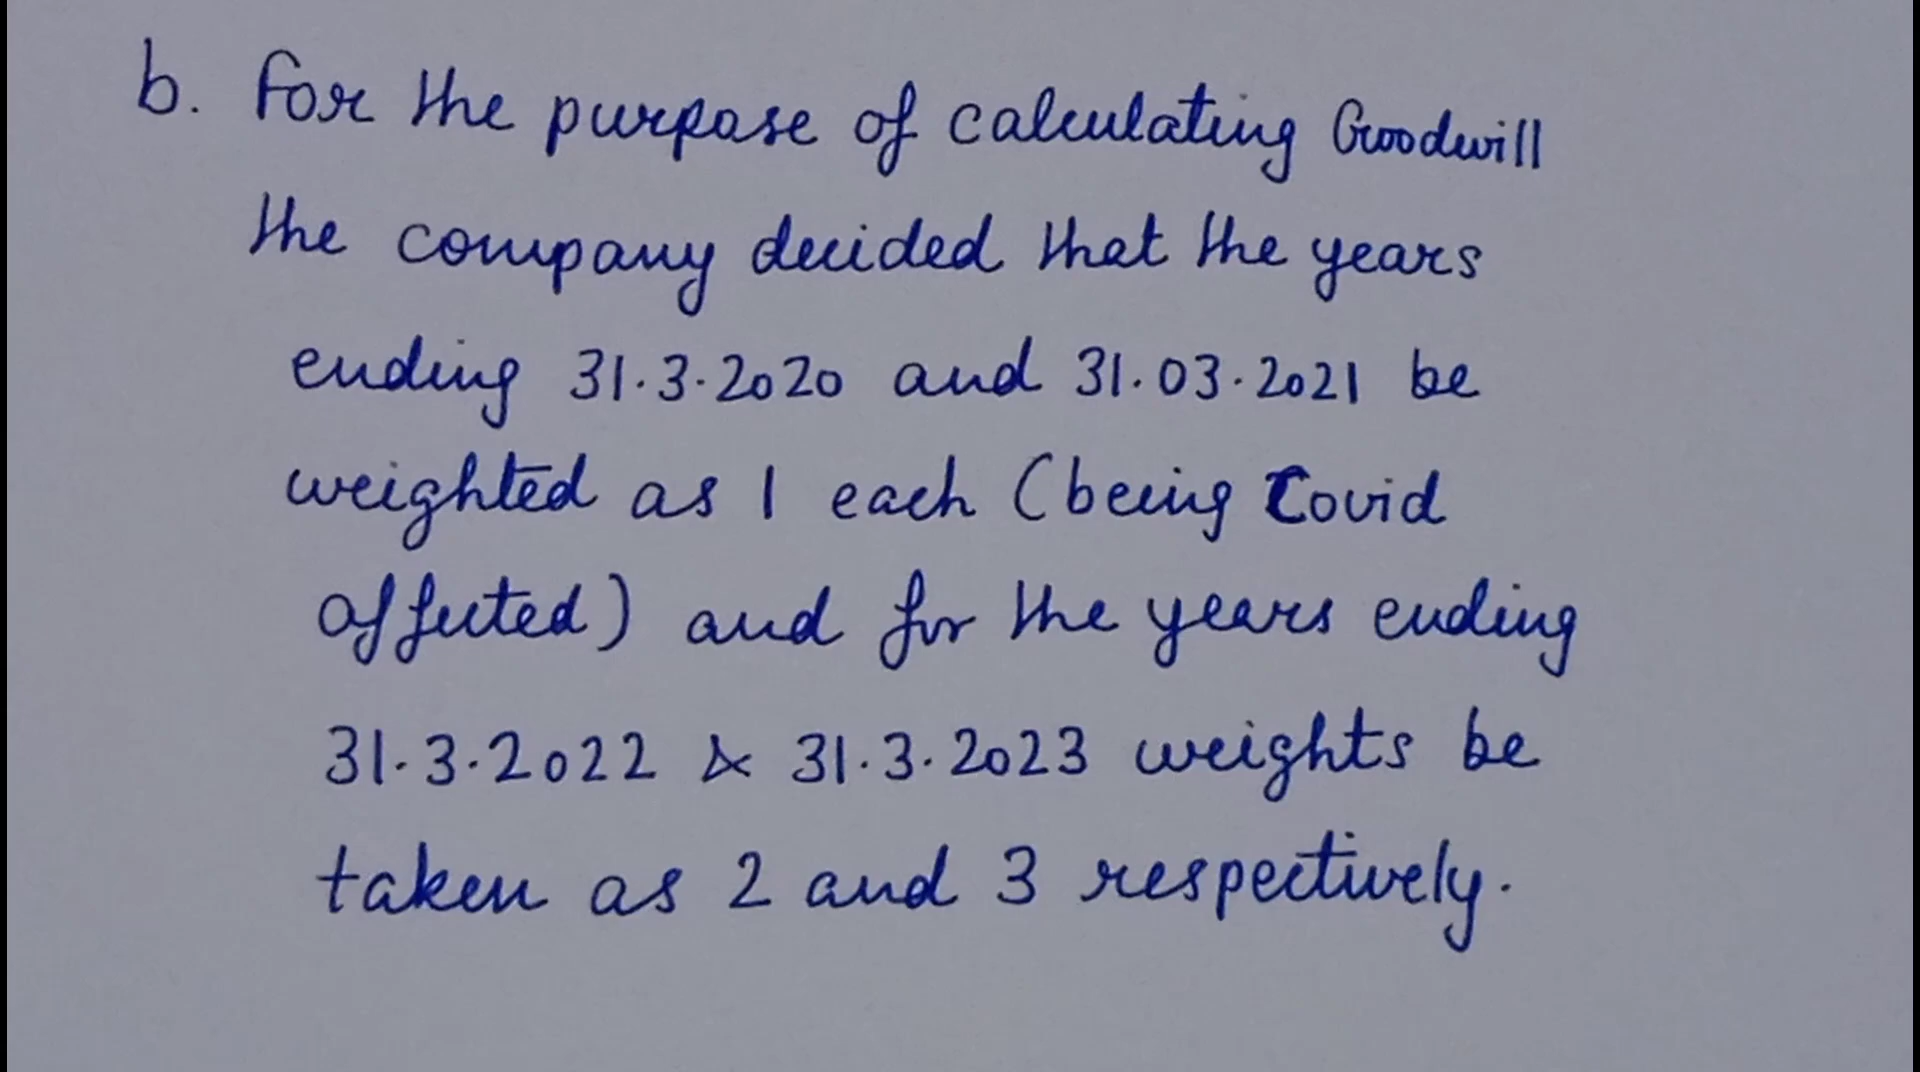 b. For the purpose of calculating Goodwill
the company decided that the years
ending 31.3.2020 and 31.03.2021 be
weighted as 1 each (being Covid
affected) and for the years ending
31.3.2022 & 31.3.2023 weights be
taken as 2 and 3 respectively.